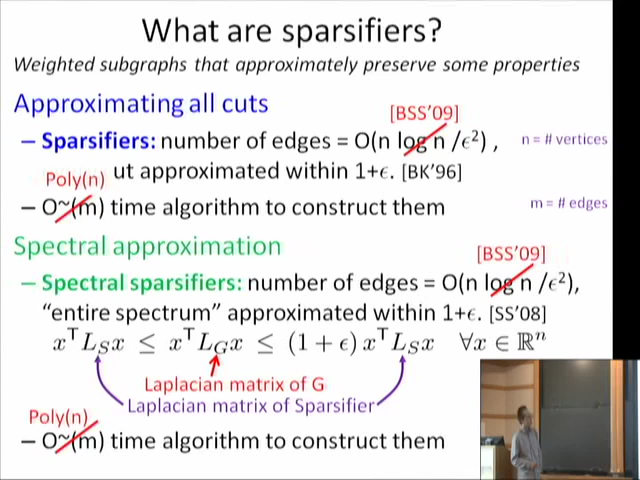 What are sparsifiers?
Weighted subgraphs that approximately preserve some properties
Approximating all cuts
[BSS'09]
– Sparsifiers: number of edges = O(n log n /ϵ²) ,
n = # vertices
Poly(n) ut approximated within 1+ϵ. [BK'96]
– O~(m) time algorithm to construct them
m = # edges
Spectral approximation
[BSS'09]
– Spectral sparsifiers: number of edges = O(n log n /ϵ²),
"entire spectrum" approximated within 1+ϵ. [SS'08]
xᵀL_S x ≤ xᵀL_G x ≤ (1 + ϵ) xᵀL_S x ∀x ∈ ℝⁿ
Laplacian matrix of G
Laplacian matrix of Sparsifier
Poly(n)
– O~(m) time algorithm to construct them